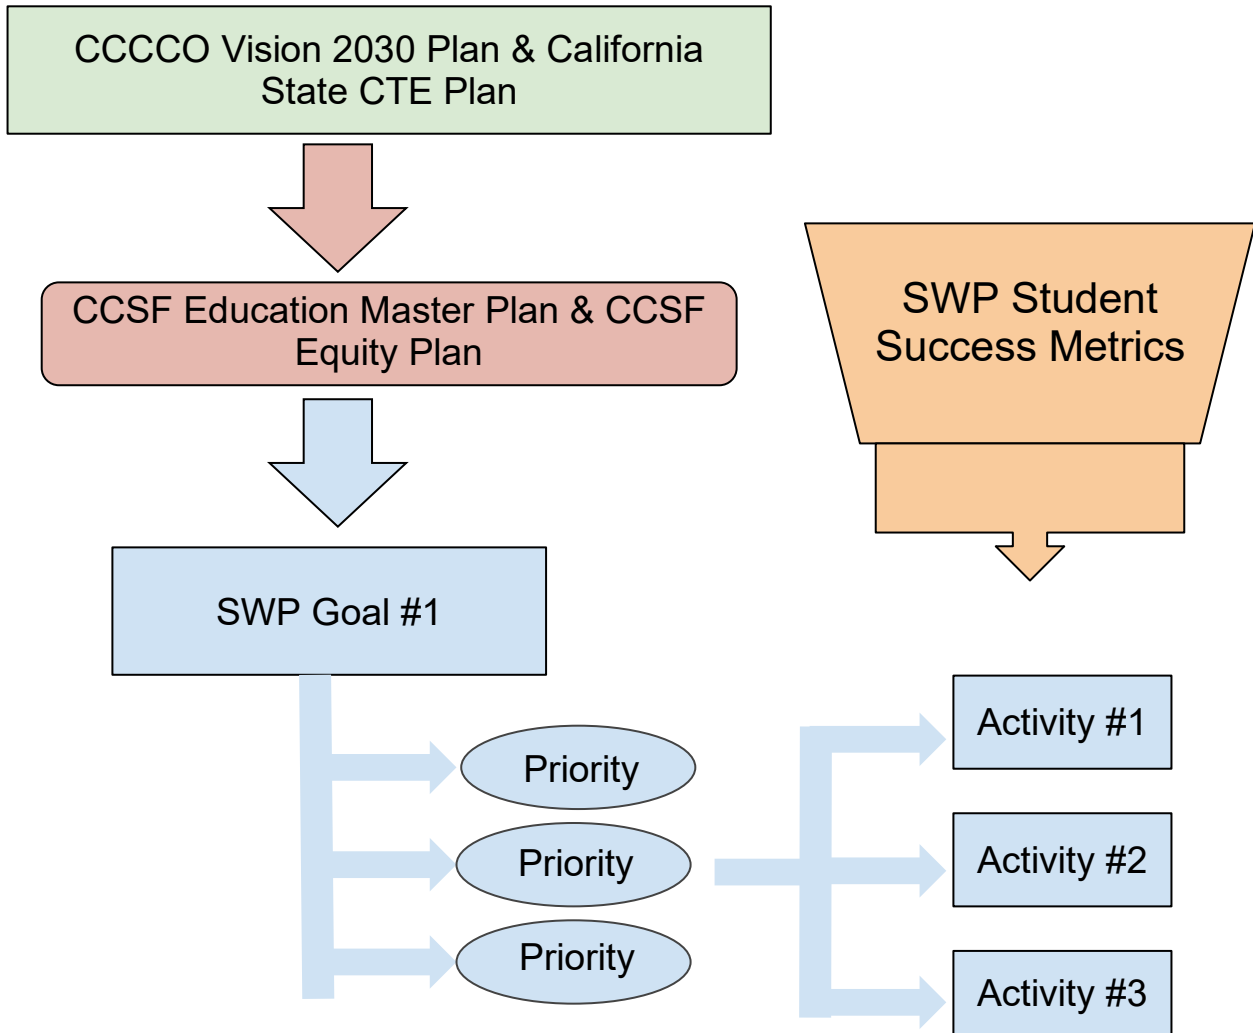 CCCCO Vision 2030 Plan & California
State CTE Plan
CCSF Education Master Plan & CCSF
Equity Plan
SWP Student
Success Metrics
SWP Goal #1
Priority
Priority
Priority
Activity #1
Activity #2
Activity #3